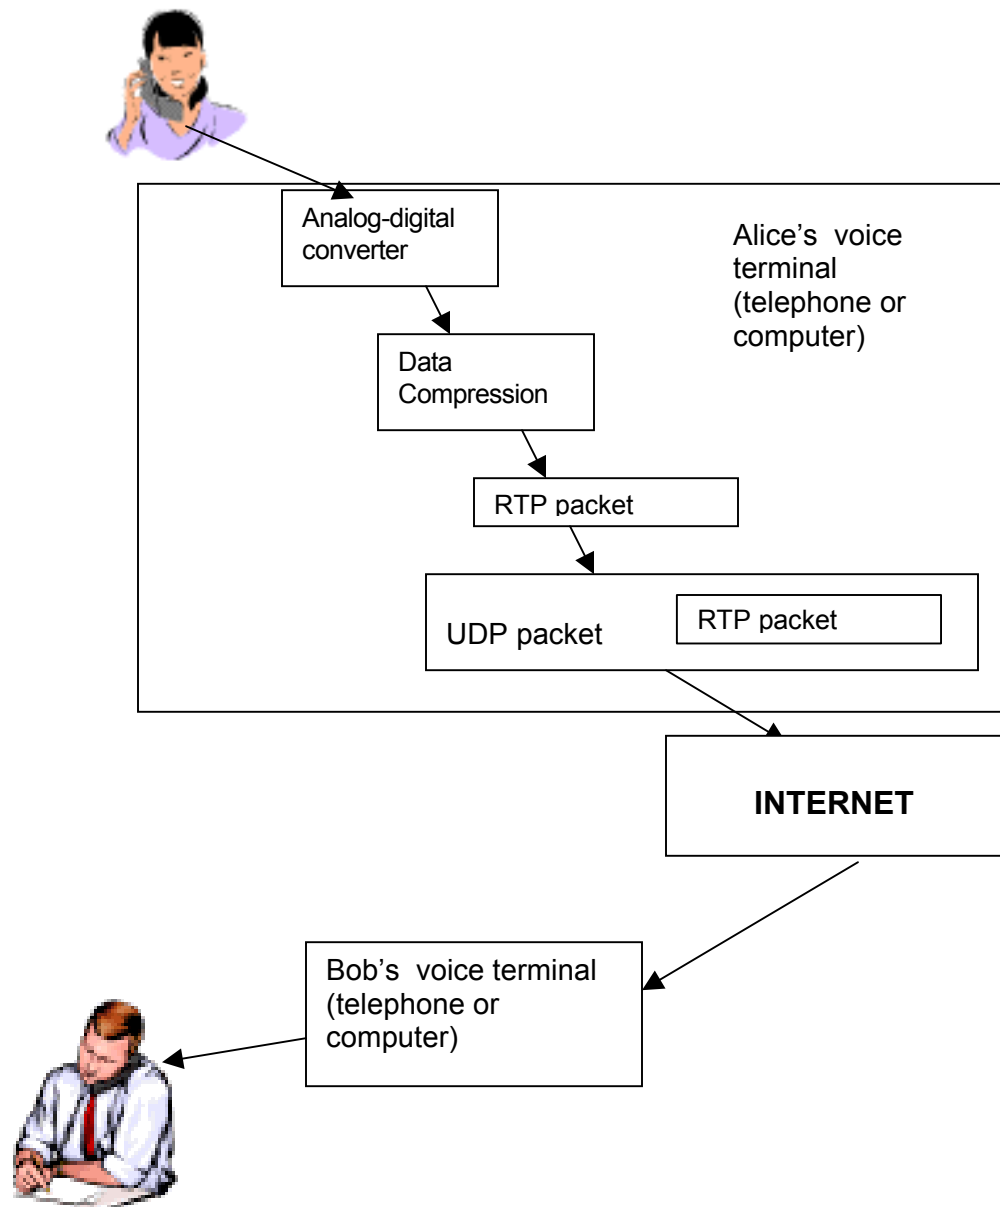 Analog-digital
converter
Alice’s voice
terminal
(telephone or
computer)
Data
Compression
RTP packet
UDP packet
RTP packet
INTERNET
Bob’s voice terminal
(telephone or
computer)